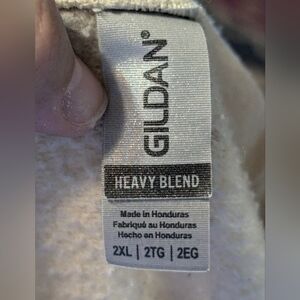 GILDAN®
HEAVY BLEND
Made in Honduras
Fabriqué au Honduras
Hecho en Honduras
2XL | 2TG | 2EG